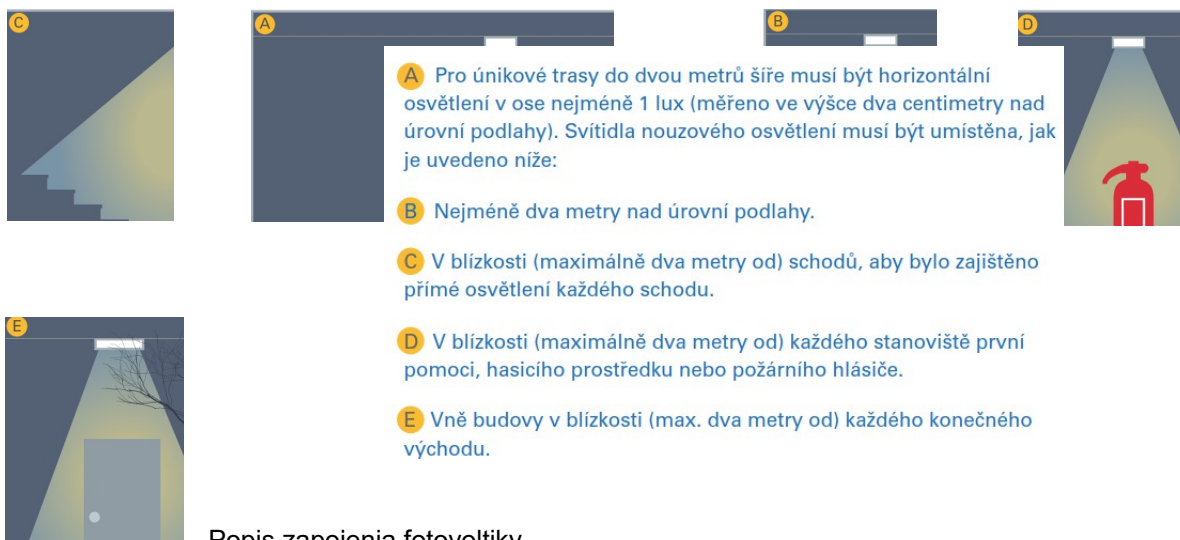 C
A
B
D
A Pro únikové trasy do dvou metrů šíře musí být horizontální
osvětlení v ose nejméně 1 lux (měřeno ve výšce dva centimetry nad
úrovní podlahy). Svítidla nouzového osvětlení musí být umístěna, jak
je uvedeno níže:
B Nejméně dva metry nad úrovní podlahy.
C V blízkosti (maximálně dva metry od) schodů, aby bylo zajištěno
přímé osvětlení každého schodu.
D V blízkosti (maximálně dva metry od) každého stanoviště první
pomoci, hasicího prostředku nebo požárního hlásiče.
E Vně budovy v blízkosti (max. dva metry od) každého konečného
východu.
E
Popis zapojenia fotovoltiky